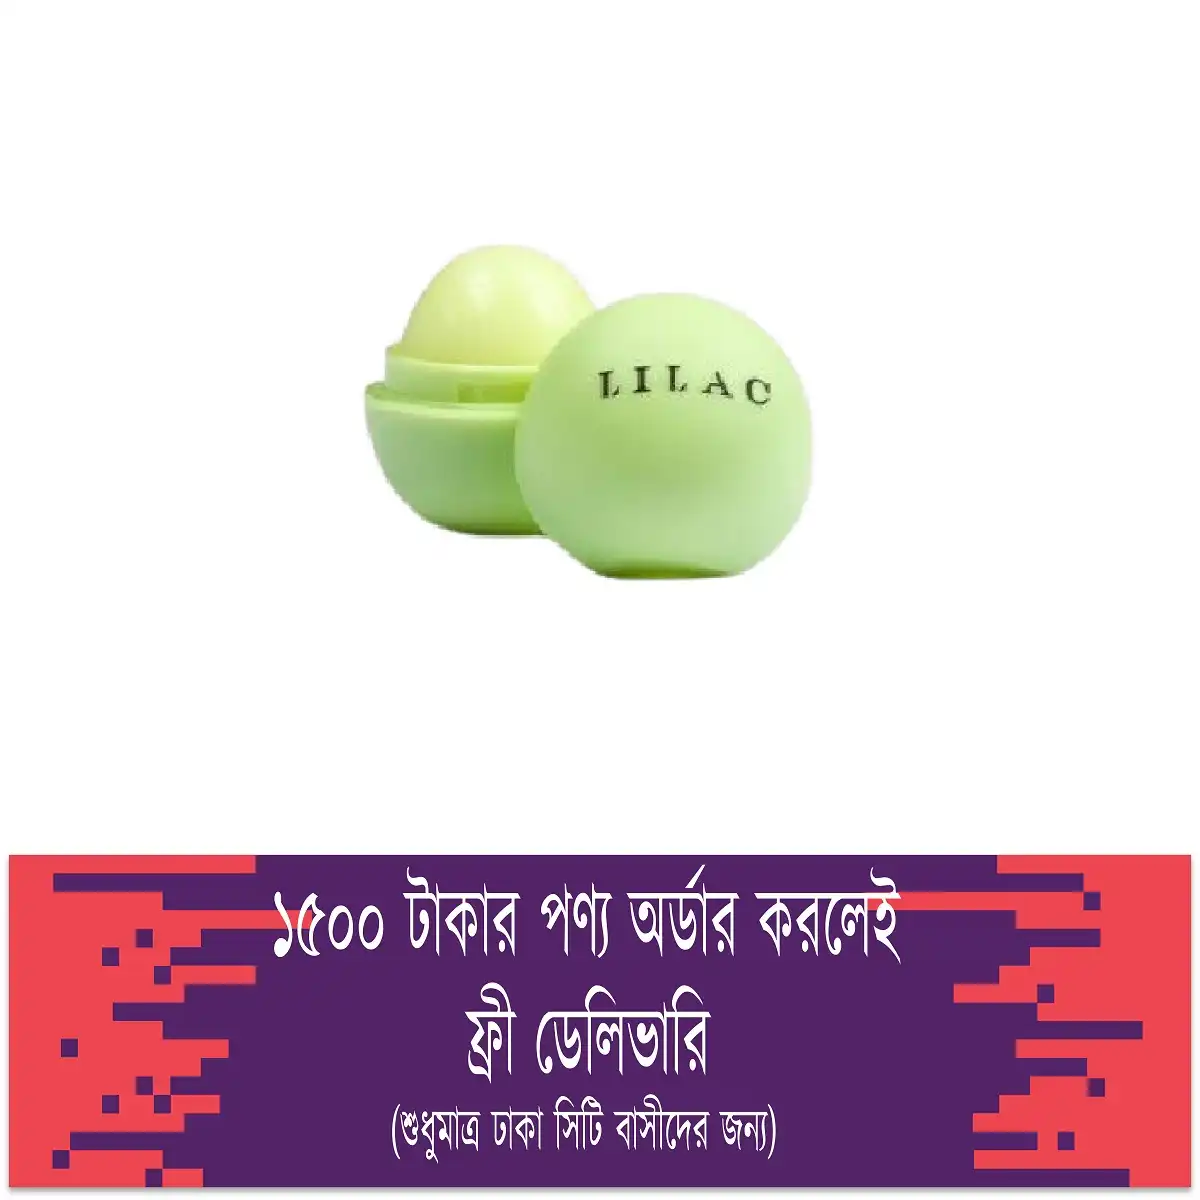 LILAC
১৫০০ টাকার পণ্য অর্ডার করলেই
ফ্রী ডেলিভারি
(শুধুমাত্র ঢাকা সিটি বাসীদের জন্য)